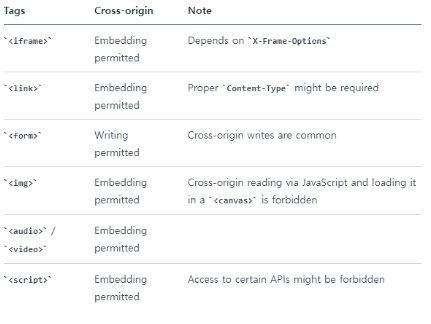 Tags Cross-origin Note
`<iframe>` Embedding permitted Depends on `X-Frame-Options`
`<link>` Embedding permitted Proper `Content-Type` might be required
`<form>` Writing permitted Cross-origin writes are common
`<img>` Embedding permitted Cross-origin reading via JavaScript and loading it
in a `<canvas>` is forbidden
`<audio>` /
`<video>` Embedding permitted
`<script>` Embedding permitted Access to certain APIs might be forbidden